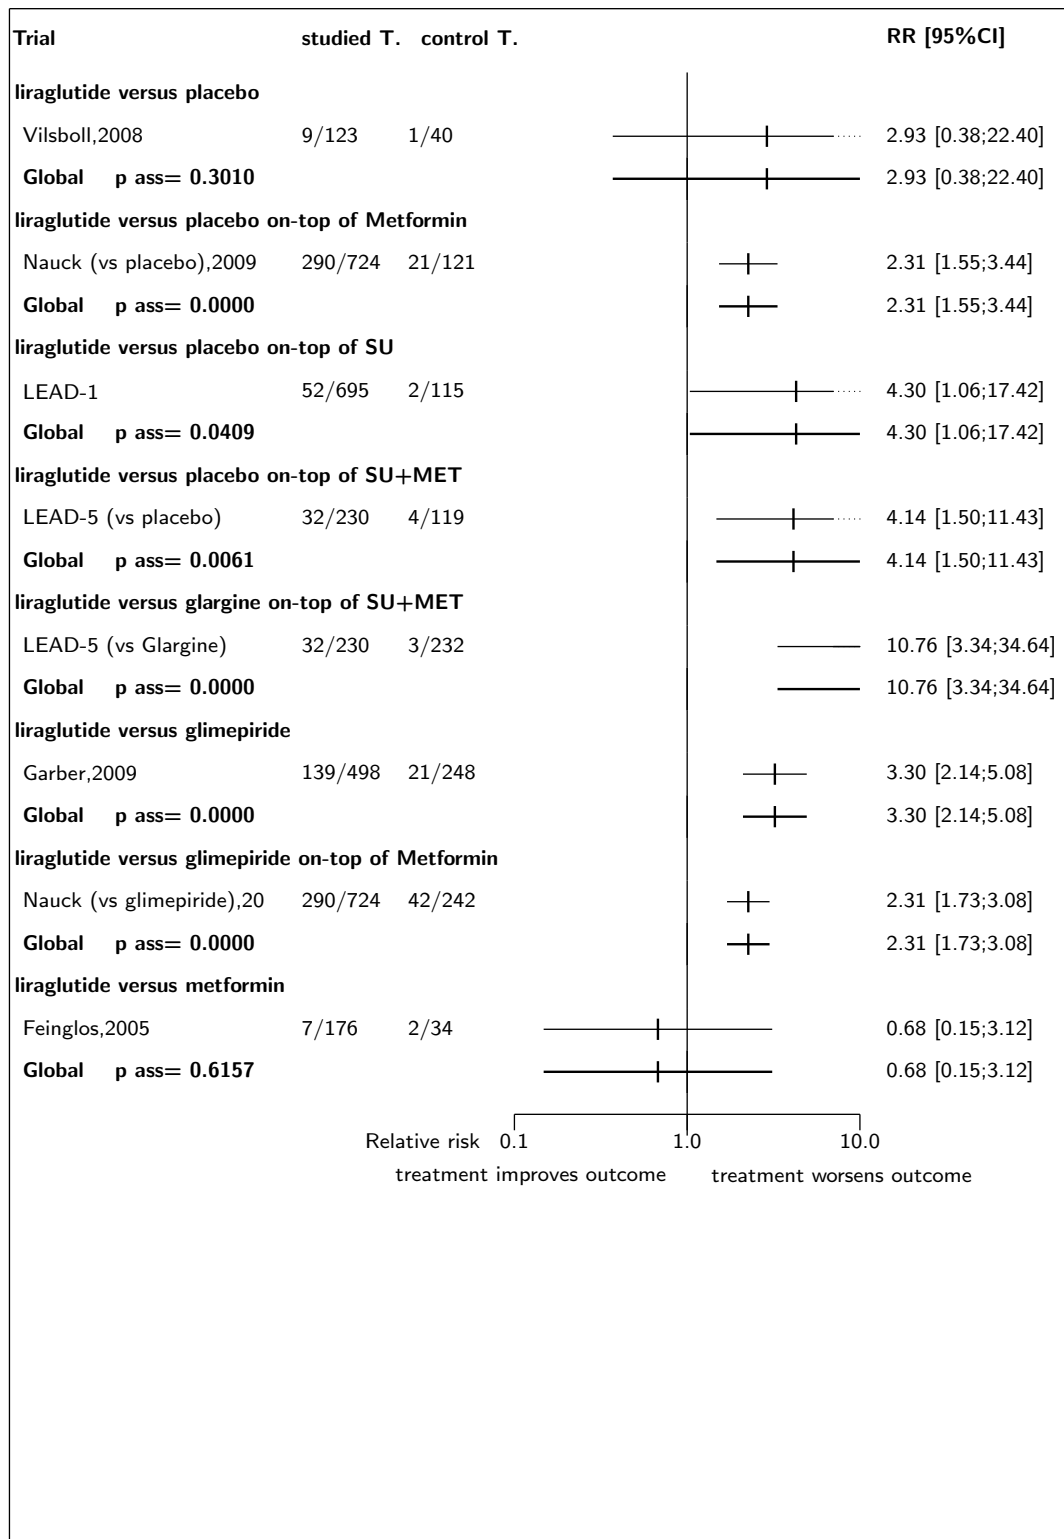 Trial studied T. control T. RR [95%CI]
liraglutide versus placebo
Vilsboll,2008 9/123 1/40 2.93 [0.38;22.40]
Global p ass= 0.3010 2.93 [0.38;22.40]
liraglutide versus placebo on-top of Metformin
Nauck (vs placebo),2009 290/724 21/121 2.31 [1.55;3.44]
Global p ass= 0.0000 2.31 [1.55;3.44]
liraglutide versus placebo on-top of SU
LEAD-1 52/695 2/115 4.30 [1.06;17.42]
Global p ass= 0.0409 4.30 [1.06;17.42]
liraglutide versus placebo on-top of SU+MET
LEAD-5 (vs placebo) 32/230 4/119 4.14 [1.50;11.43]
Global p ass= 0.0061 4.14 [1.50;11.43]
liraglutide versus glargine on-top of SU+MET
LEAD-5 (vs Glargine) 32/230 3/232 10.76 [3.34;34.64]
Global p ass= 0.0000 10.76 [3.34;34.64]
liraglutide versus glimepiride
Garber,2009 139/498 21/248 3.30 [2.14;5.08]
Global p ass= 0.0000 3.30 [2.14;5.08]
liraglutide versus glimepiride on-top of Metformin
Nauck (vs glimepiride),20 290/724 42/242 2.31 [1.73;3.08]
Global p ass= 0.0000 2.31 [1.73;3.08]
liraglutide versus metformin
Feinglos,2005 7/176 2/34 0.68 [0.15;3.12]
Global p ass= 0.6157 0.68 [0.15;3.12]
Relative risk 0.1 1.0 10.0
treatment improves outcome treatment worsens outcome